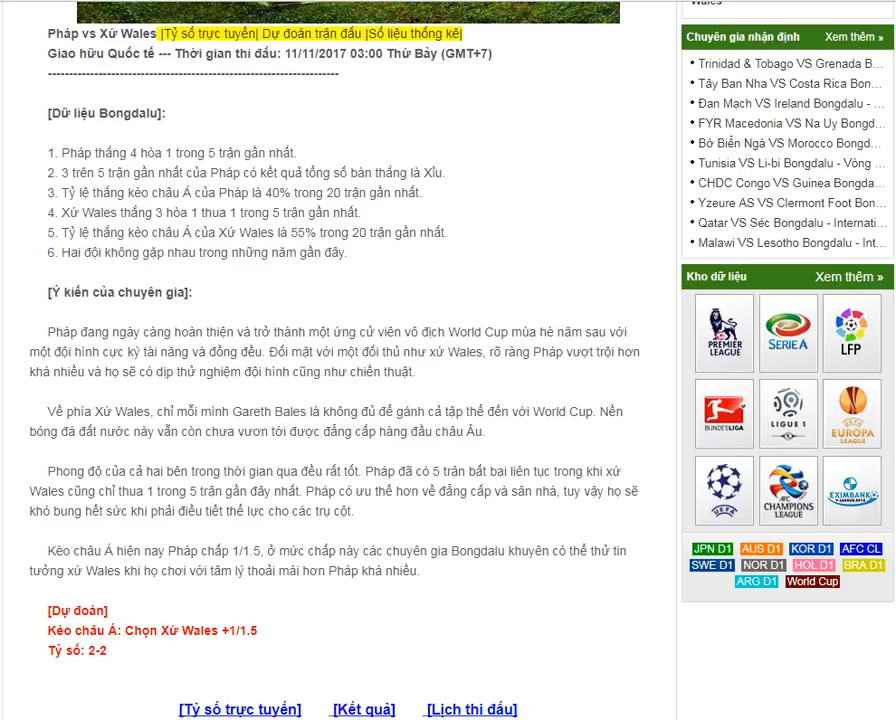 Pháp vs Xứ Wales |Tỷ số trực tuyến| Dự đoán trận đấu |Số liệu thống kê|
Giao hữu Quốc tế --- Thời gian thi đấu: 11/11/2017 03:00 Thứ Bảy (GMT+7)
------------------------------------------------------------------------
[Dữ liệu Bongdalu]:
1. Pháp thắng 4 hòa 1 trong 5 trận gần nhất.
2. 3 trên 5 trận gần nhất của Pháp có kết quả tổng số bàn thắng là Xỉu.
3. Tỷ lệ thắng kèo châu Á của Pháp là 40% trong 20 trận gần nhất.
4. Xứ Wales thắng 3 hòa 1 thua 1 trong 5 trận gần nhất.
5. Tỷ lệ thắng kèo châu Á của Xứ Wales là 55% trong 20 trận gần nhất.
6. Hai đội không gặp nhau trong những năm gần đây.
[Ý kiến của chuyên gia]:
Pháp đang ngày càng hoàn thiện và trở thành một ứng cử viên vô địch World Cup mùa hè năm sau với
một đội hình cực kỳ tài năng và đồng đều. Đối mặt với một đối thủ như xứ Wales, rõ ràng Pháp vượt trội hơn
khá nhiều và họ sẽ có dịp thử nghiệm đội hình cũng như chiến thuật.
Về phía Xứ Wales, chỉ mỗi mình Gareth Bales là không đủ để gánh cả tập thể đến với World Cup. Nền
bóng đá đất nước này vẫn còn chưa vươn tới được đẳng cấp hàng đầu châu Âu.
Phong độ của cả hai bên trong thời gian qua đều rất tốt. Pháp đã có 5 trận bất bại liên tục trong khi xứ
Wales cũng chỉ thua 1 trong 5 trận gần đây nhất. Pháp có ưu thế hơn về đẳng cấp và sân nhà, tuy vậy họ sẽ
khó bung hết sức khi phải điều tiết thể lực cho các trụ cột.
Kèo châu Á hiện nay Pháp chấp 1/1.5, ở mức chấp này các chuyên gia Bongdalu khuyên có thể thử tin
tưởng xứ Wales khi họ chơi với tâm lý thoải mái hơn Pháp khá nhiều.
[Dự đoán]
Kèo châu Á: Chọn Xứ Wales +1/1.5
Tỷ số: 2-2
[Tỷ số trực tuyến] [Kết quả] [Lịch thi đấu]
Wales
Chuyên gia nhận định Xem thêm »
Trinidad & Tobago VS Grenada B...
Tây Ban Nha VS Costa Rica Bon...
Đan Mạch VS Ireland Bongdalu - ...
FYR Macedonia VS Na Uy Bongd...
Bờ Biển Ngà VS Morocco Bongd...
Tunisia VS Li-bi Bongdalu - Vòng ...
CHDC Congo VS Guinea Bongda...
Yzeure AS VS Clermont Foot Bon...
Qatar VS Séc Bongdalu - Internati...
Malawi VS Lesotho Bongdalu - Int...
Kho dữ liệu Xem thêm »
PREMIER LEAGUE
SERIE A
LFP
BUNDESLIGA
LIGUE 1
EUROPA LEAGUE
UEFA
AFC CHAMPIONS LEAGUE
EXIMBANK
JPN D1 AUS D1 KOR D1 AFC CL
SWE D1 NOR D1 HOL D1 BRA D1
ARG D1 World Cup